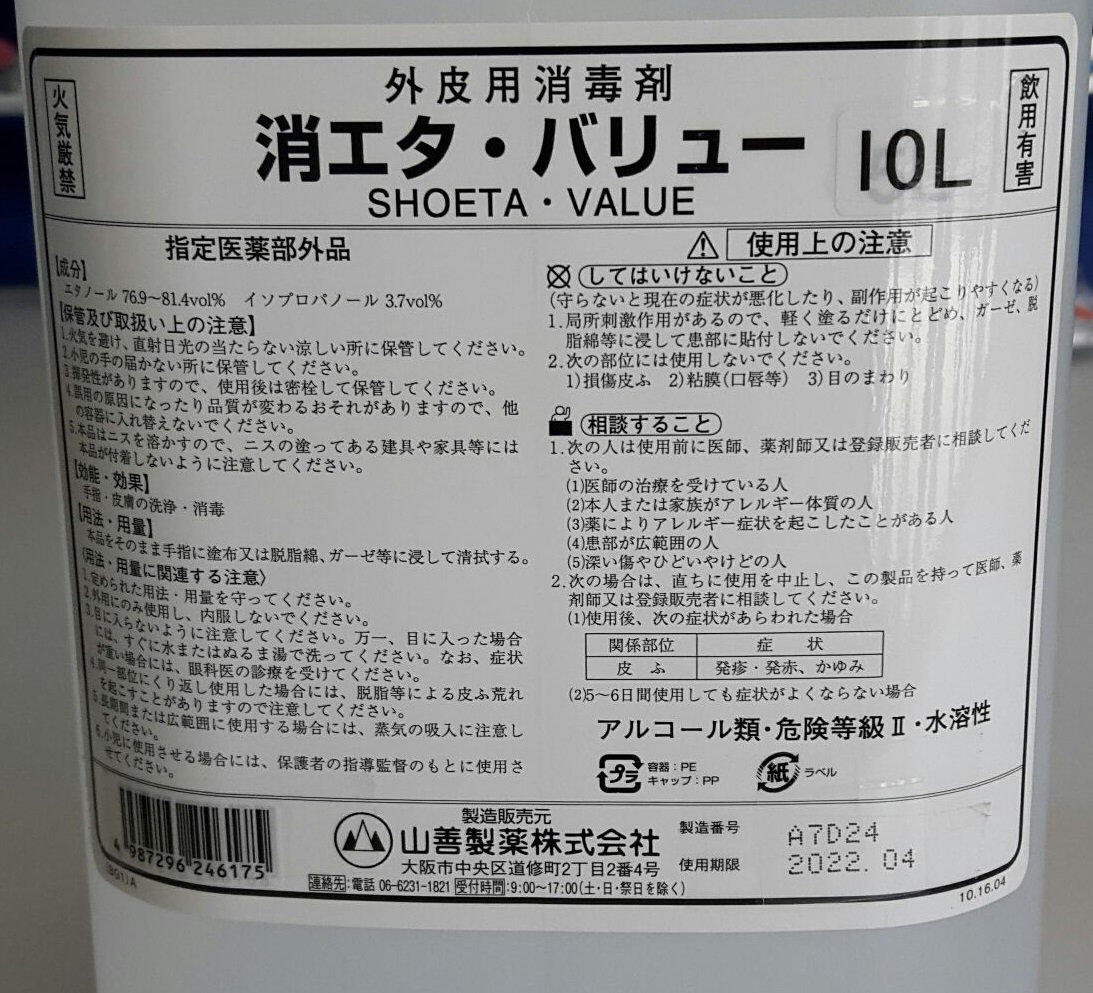 外皮用消毒剤
火気厳禁
消エタ・バリュー
10L
飲用有害
SHOETA・VALUE
指定医薬部外品
【成分】
エタノール 76.9～81.4vol%　イソプロパノール 3.7vol%
【保管及び取扱い上の注意】
1.火気を避け、直射日光の当たらない涼しい所に保管してください。
2.小児の手の届かない所に保管してください。
3.揮発性がありますので、使用後は密栓して保管してください。
4.誤用の原因になったり品質が変わるおそれがありますので、他
の容器に入れ替えないでください。
5.本品はニスを溶かすので、ニスの塗ってある建具や家具等には
本品が付着しないように注意してください。
【効能・効果】
手指・皮膚の洗浄・消毒
【用法・用量】
本品をそのまま手指に塗布又は脱脂綿、ガーゼ等に浸して清拭する。
〈用法・用量に関連する注意〉
1.定められた用法・用量を守ってください。
2.外用にのみ使用し、内服しないでください。
3.目に入らないように注意してください。万一、目に入った場合
には、すぐに水またはぬるま湯で洗ってください。なお、症状
が重い場合には、眼科医の診療を受けてください。
4.同一部位にくり返し使用した場合には、脱脂等による皮ふ荒れ
を起こすことがありますので注意してください。
5.長期間または広範囲に使用する場合には、蒸気の吸入に注意し
てください。
6.小児に使用させる場合には、保護者の指導監督のもとに使用さ
せてください。
使用上の注意
してはいけないこと
(守らないと現在の症状が悪化したり、副作用が起こりやすくなる)
1.局所刺激作用があるので、軽く塗るだけにとどめ、ガーゼ、脱
脂綿等に浸して患部に貼付しないでください。
2.次の部位には使用しないでください。
1)損傷皮ふ　2)粘膜(口唇等)　3)目のまわり
相談すること
1.次の人は使用前に医師、薬剤師又は登録販売者に相談してくだ
さい。
(1)医師の治療を受けている人
(2)本人または家族がアレルギー体質の人
(3)薬によりアレルギー症状を起こしたことがある人
(4)患部が広範囲の人
(5)深い傷やひどいやけどの人
2.次の場合は、直ちに使用を中止し、この製品を持って医師、薬
剤師又は登録販売者に相談してください。
(1)使用後、次の症状があらわれた場合
関係部位　症　状
皮　ふ　発疹・発赤、かゆみ
(2)5～6日間使用しても症状がよくならない場合
アルコール類・危険等級Ⅱ・水溶性
プラ
容器：PE
キャップ：PP
紙
ラベル
4 987296 246175
製造販売元
山善製薬株式会社
大阪市中央区道修町2丁目2番4号
連絡先：電話 06-6231-1821 受付時間：9:00～17:00(土・日・祭日を除く)
製造番号 A7D24
使用期限 2022.04
10.16.04